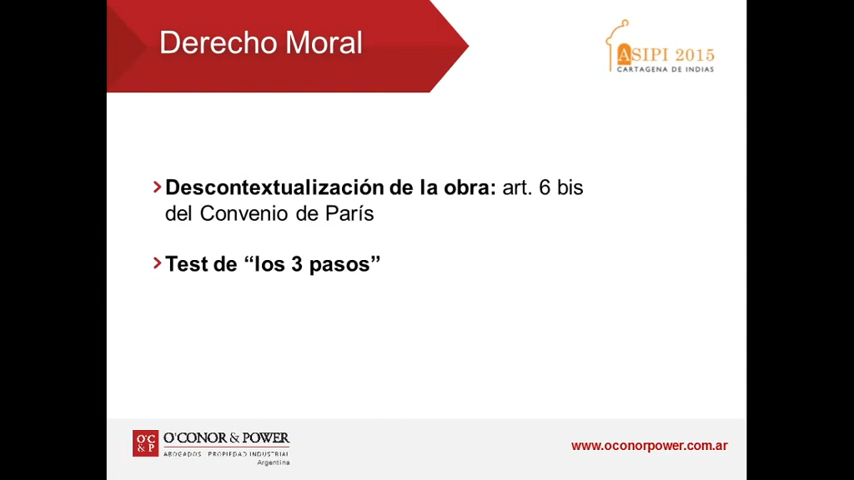 Derecho Moral
ASIPI 2015
CARTAGENA DE INDIAS
Descontextualización de la obra: art. 6 bis
del Convenio de París
Test de “los 3 pasos”
O'C
& P
O'CONOR & POWER
ABOGADOS · PROPIEDAD INDUSTRIAL
Argentina
www.oconorpower.com.ar